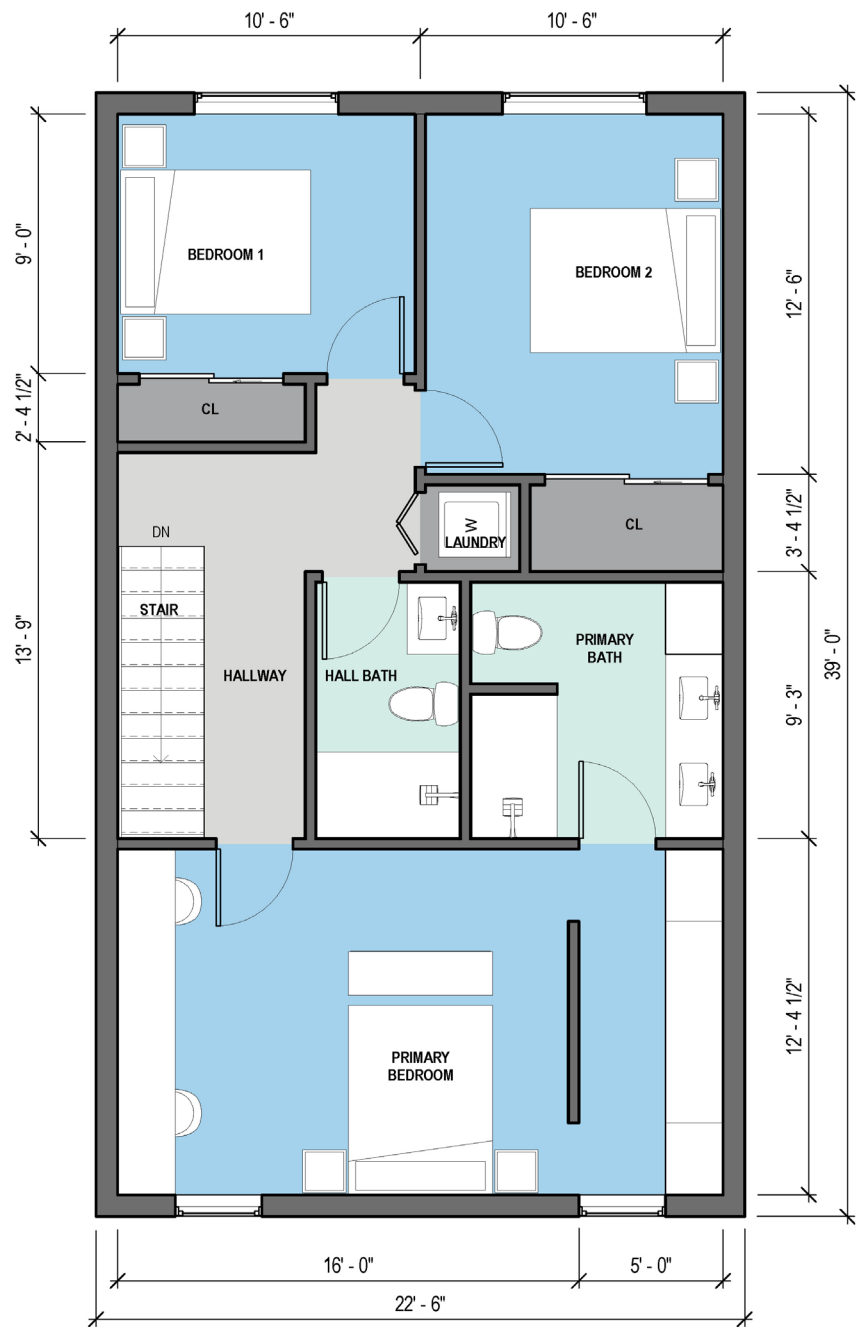 10' - 6"
10' - 6"
9' - 0"
BEDROOM 1
BEDROOM 2
12' - 6"
2' - 4 1/2"
CL
DN
W
LAUNDRY
CL
3' - 4 1/2"
STAIR
13' - 9"
HALLWAY
HALL BATH
PRIMARY
BATH
39' - 0"
9' - 3"
PRIMARY
BEDROOM
12' - 4 1/2"
16' - 0"
5' - 0"
22' - 6"